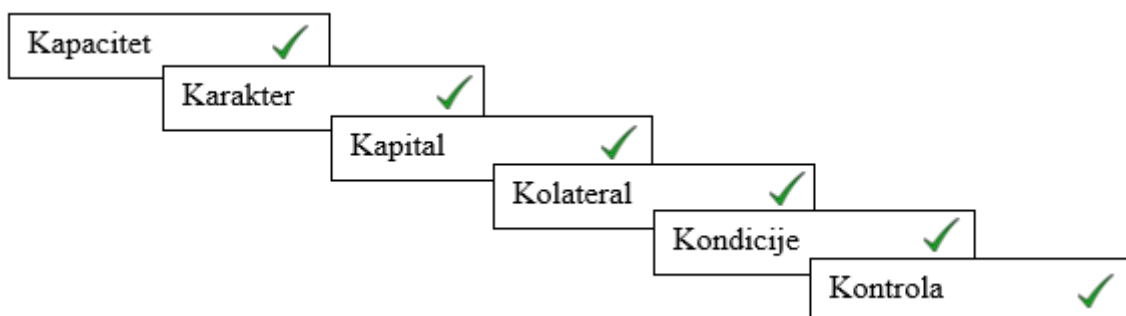 Kapacitet
Karakter
Kapital
Kolateral
Kondicije
Kontrola